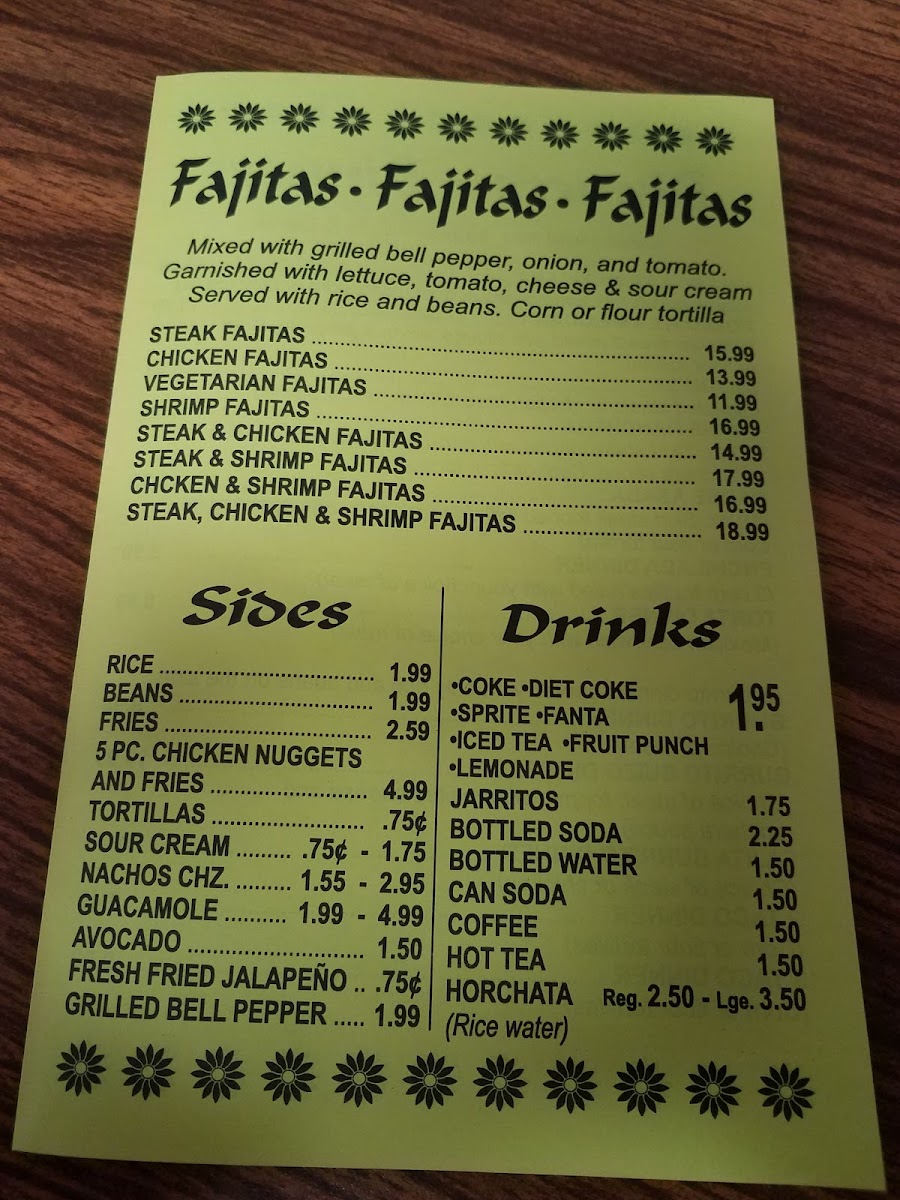 Fajitas • Fajitas • Fajitas
Mixed with grilled bell pepper, onion, and tomato.
Garnished with lettuce, tomato, cheese & sour cream
Served with rice and beans. Corn or flour tortilla
STEAK FAJITAS ........ 15.99
CHICKEN FAJITAS ........ 13.99
VEGETARIAN FAJITAS ........ 11.99
SHRIMP FAJITAS ........ 16.99
STEAK & CHICKEN FAJITAS ........ 14.99
STEAK & SHRIMP FAJITAS ........ 17.99
CHCKEN & SHRIMP FAJITAS ........ 16.99
STEAK, CHICKEN & SHRIMP FAJITAS ........ 18.99
Sides
RICE ........ 1.99
BEANS ........ 1.99
FRIES ........ 2.59
5 PC. CHICKEN NUGGETS
AND FRIES ........ 4.99
TORTILLAS ........ .75¢
SOUR CREAM ......... .75¢ - 1.75
NACHOS CHZ. ......... 1.55 - 2.95
GUACAMOLE .......... 1.99 - 4.99
AVOCADO ........ 1.50
FRESH FRIED JALAPEÑO .. .75¢
GRILLED BELL PEPPER ..... 1.99
Drinks
•COKE •DIET COKE
•SPRITE •FANTA 1.95
•ICED TEA •FRUIT PUNCH
•LEMONADE
JARRITOS 1.75
BOTTLED SODA 2.25
BOTTLED WATER 1.50
CAN SODA 1.50
COFFEE 1.50
HOT TEA 1.50
HORCHATA Reg. 2.50 - Lge. 3.50
(Rice water)